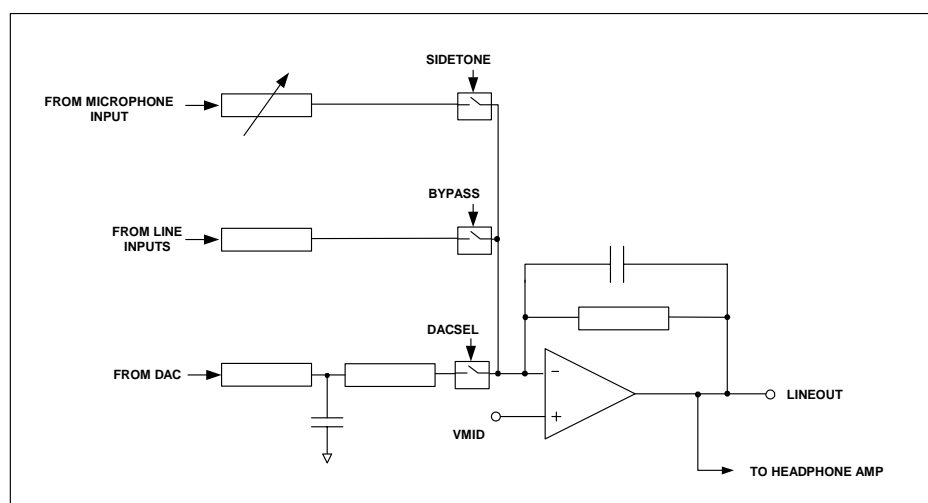 SIDETONE
FROM MICROPHONE
INPUT
BYPASS
FROM LINE
INPUTS
DACSEL
FROM DAC
−
+
VMID
LINEOUT
TO HEADPHONE AMP